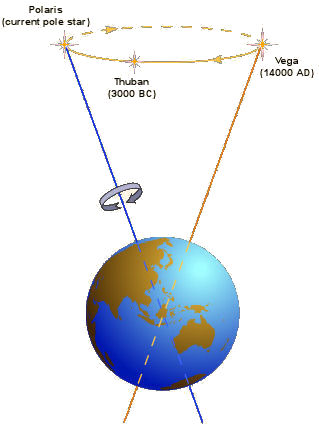 Polaris
(current pole star)
Thuban
(3000 BC)
Vega
(14000 AD)